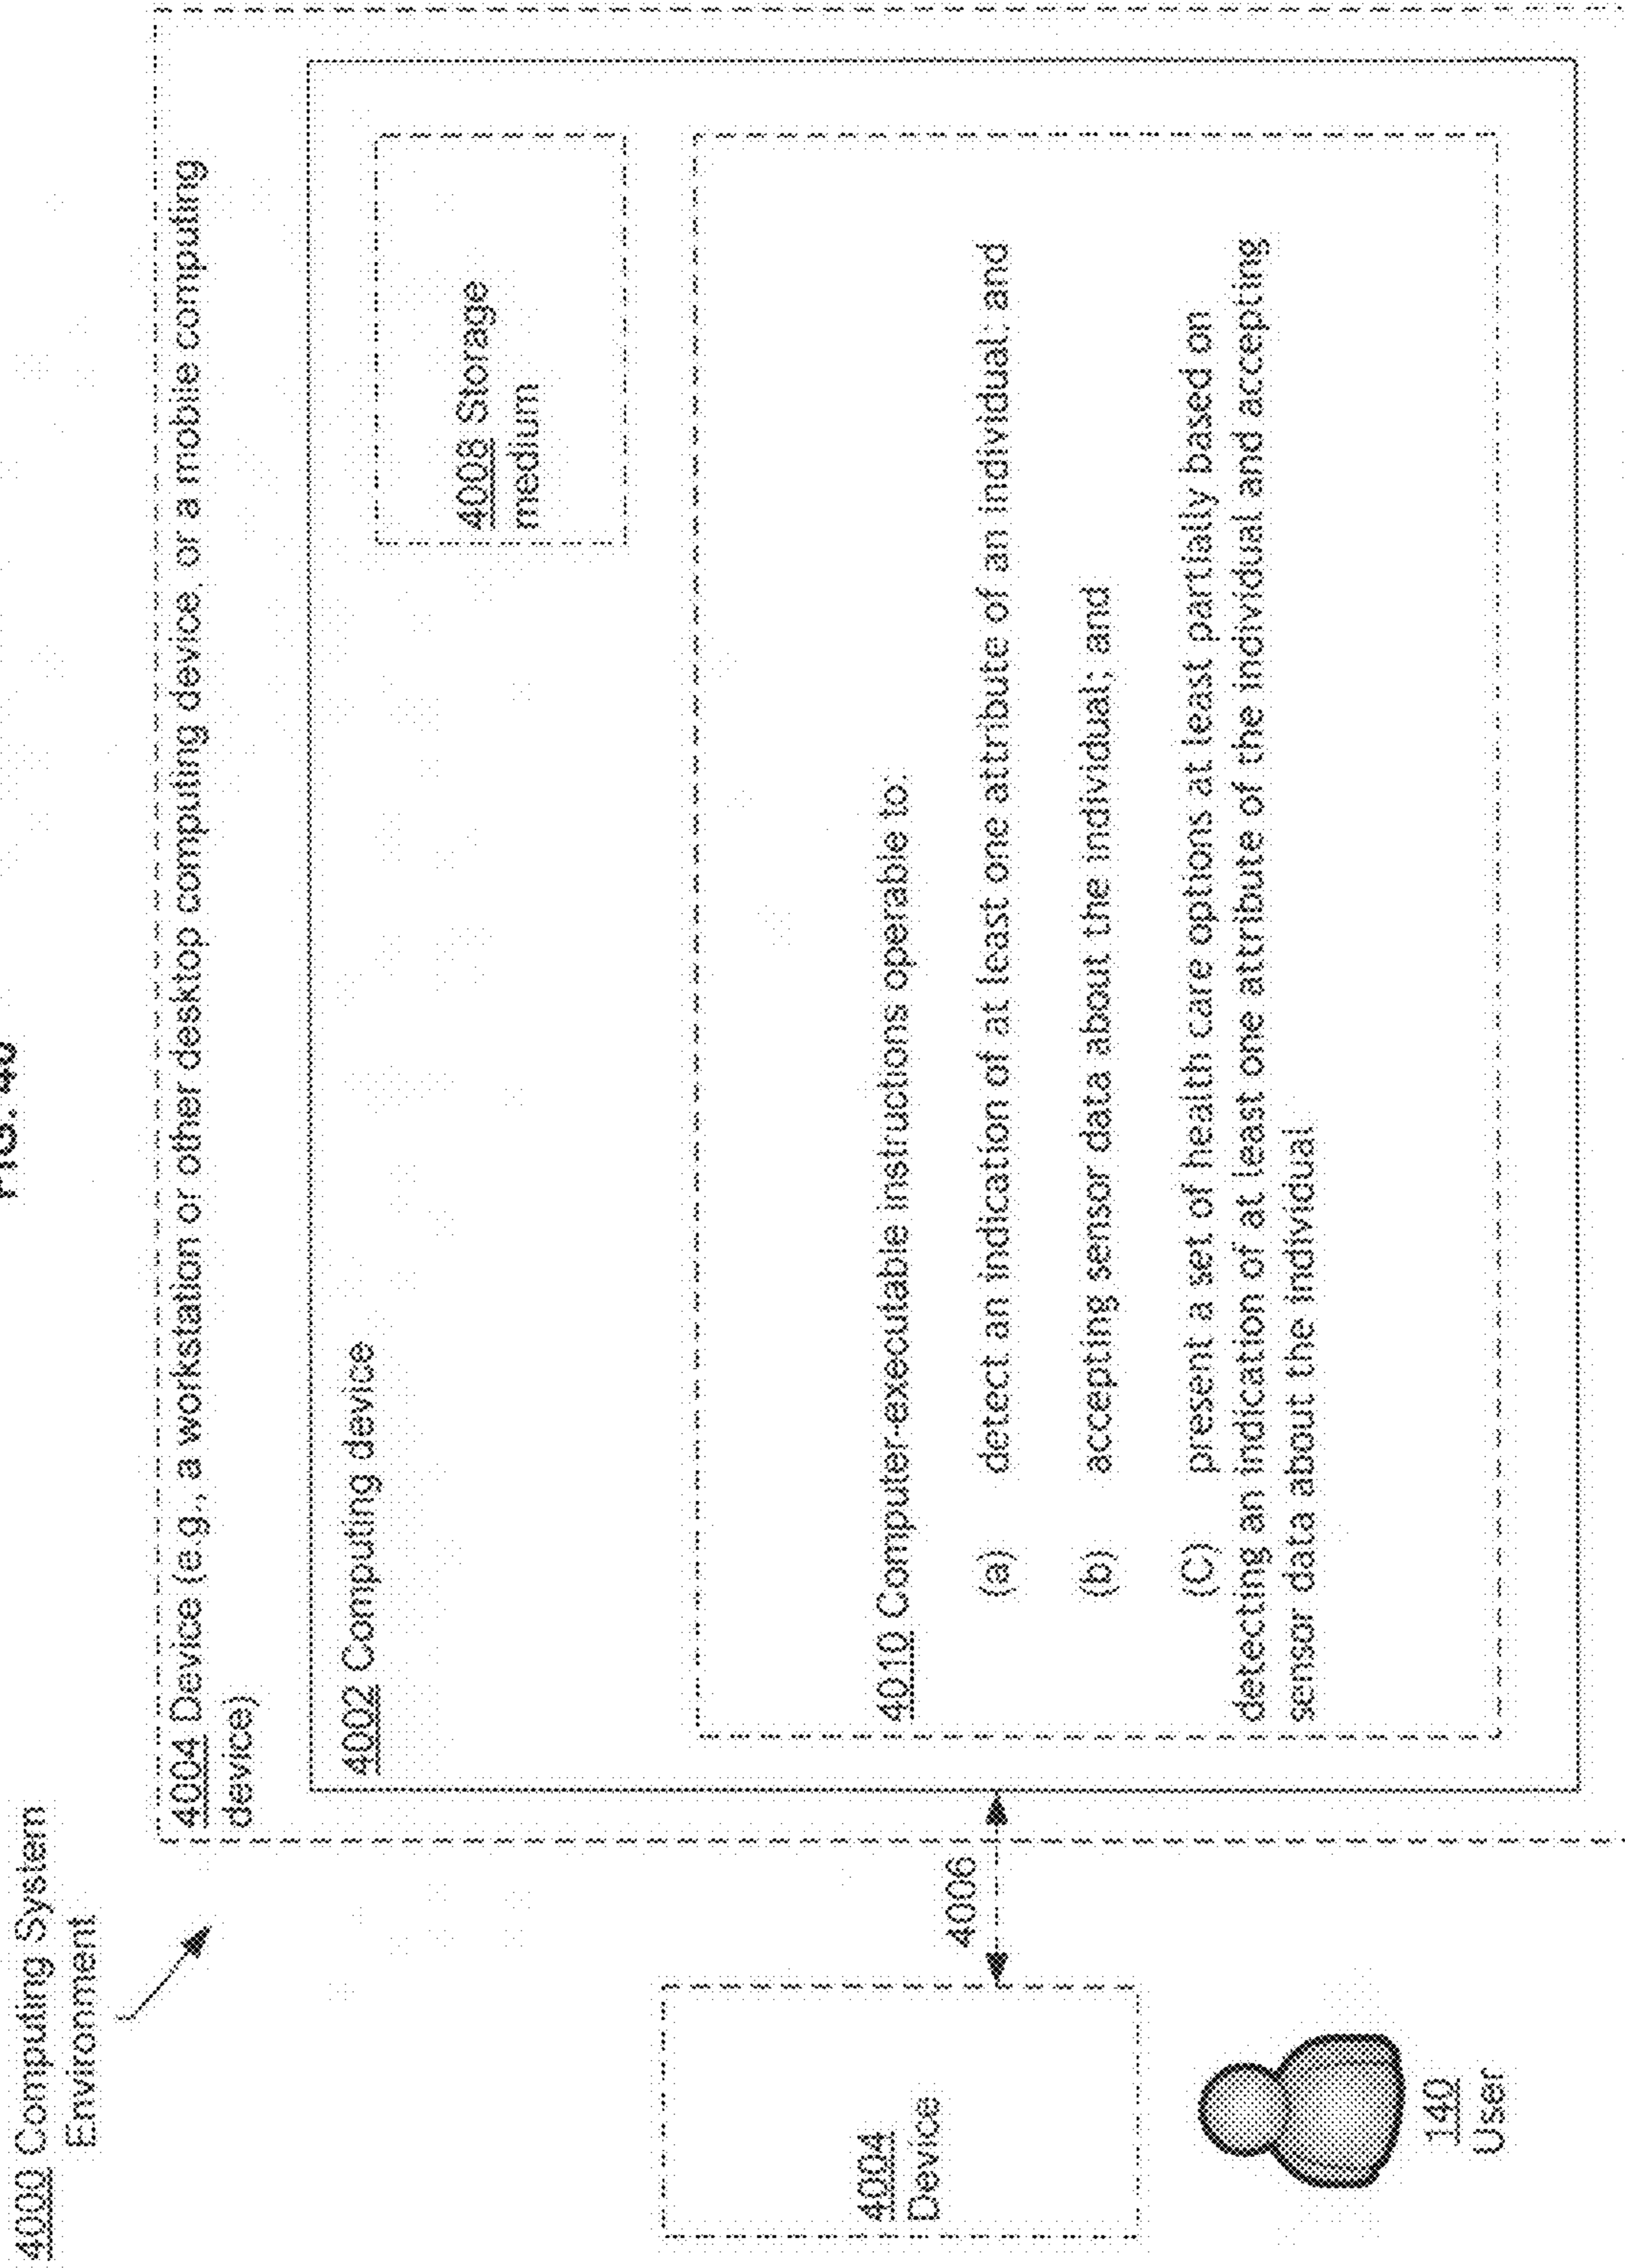 FIG. 40
4000 Computing System
Environment
4004 Device (e.g., a workstation or other desktop computing device, or a mobile computing
device)
4002 Computing device
4008 Storage
medium
4006
4004
Device
4010 Computer-executable instructions operable to:
(a) detect an indication of at least one attribute of an individual; and
(b) accepting sensor data about the individual; and
(C) present a set of health care options at least partially based on
detecting an indication of at least one attribute of the individual and accepting
sensor data about the individual
140
User